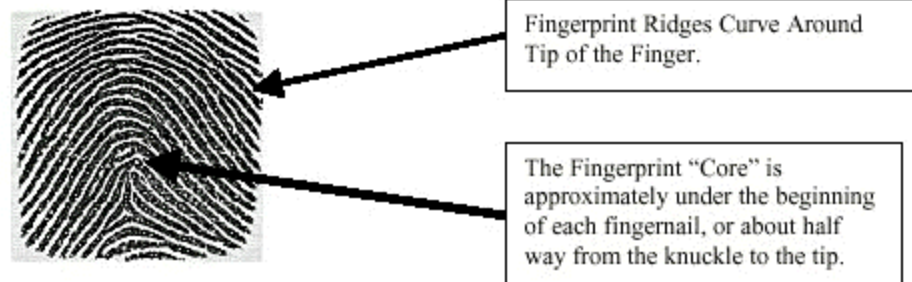 Fingerprint Ridges Curve Around
Tip of the Finger.
The Fingerprint “Core” is
approximately under the beginning
of each fingernail, or about half
way from the knuckle to the tip.